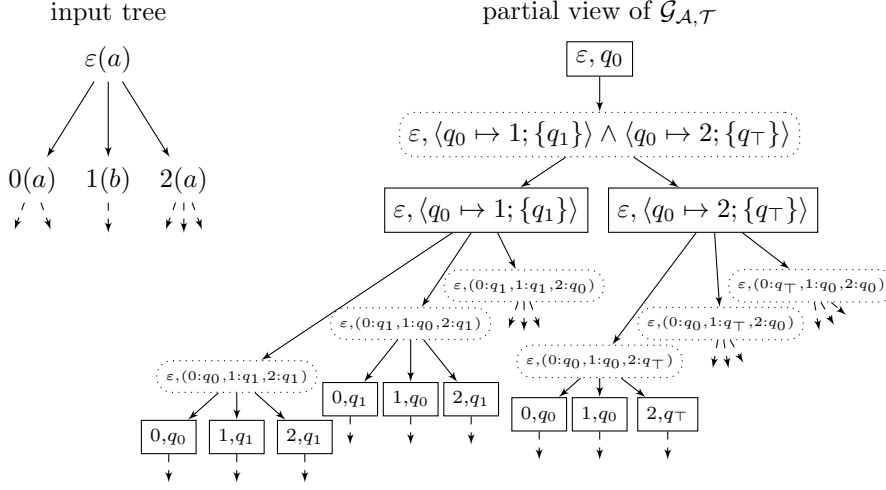 input tree
partial view of 𝒢_{𝒜,𝒯}
ε(a)
ε, q₀
ε, ⟨q₀ ↦ 1; {q₁}⟩ ∧ ⟨q₀ ↦ 2; {q⊤}⟩
0(a) 1(b) 2(a)
ε, ⟨q₀ ↦ 1; {q₁}⟩
ε, ⟨q₀ ↦ 2; {q⊤}⟩
ε,(0:q₁,1:q₁,2:q₀)
ε,(0:q⊤,1:q₀,2:q₀)
ε,(0:q₁,1:q₀,2:q₁)
ε,(0:q₀,1:q⊤,2:q₀)
ε,(0:q₀,1:q₀,2:q⊤)
ε,(0:q₀,1:q₁,2:q₁)
0,q₁ 1,q₀ 2,q₁
0,q₀ 1,q₀ 2,q⊤
0,q₀ 1,q₁ 2,q₁